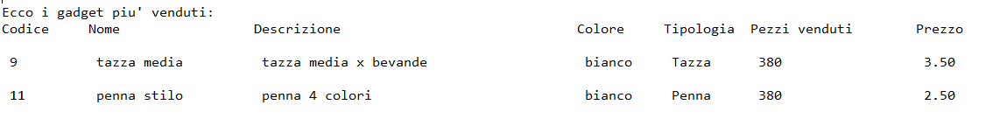 Ecco i gadget piu' venduti:
Codice Nome Descrizione Colore Tipologia Pezzi venduti Prezzo
9 tazza media tazza media x bevande bianco Tazza 380 3.50
11 penna stilo penna 4 colori bianco Penna 380 2.50